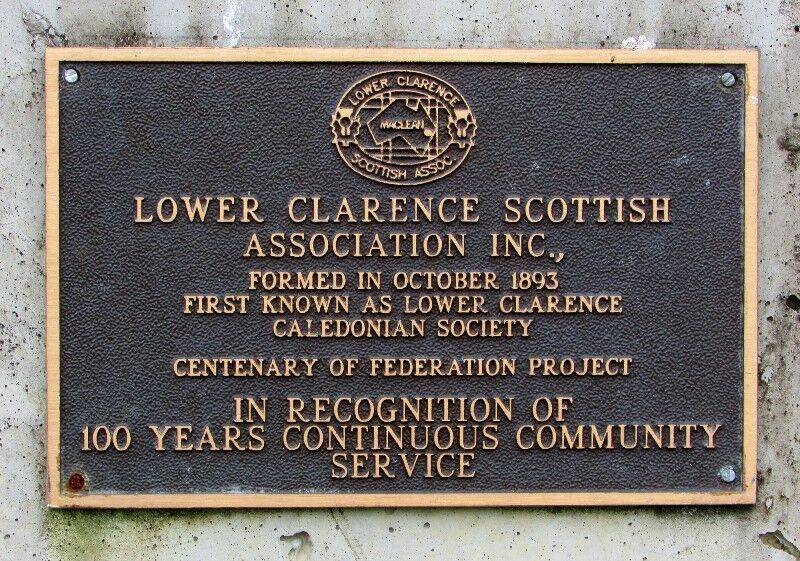 LOWER CLARENCE
MACLEAN
SCOTTISH ASSOC.
LOWER CLARENCE SCOTTISH
ASSOCIATION INC.,
FORMED IN OCTOBER 1893
FIRST KNOWN AS LOWER CLARENCE
CALEDONIAN SOCIETY
CENTENARY OF FEDERATION PROJECT
IN RECOGNITION OF
100 YEARS CONTINUOUS COMMUNITY
SERVICE